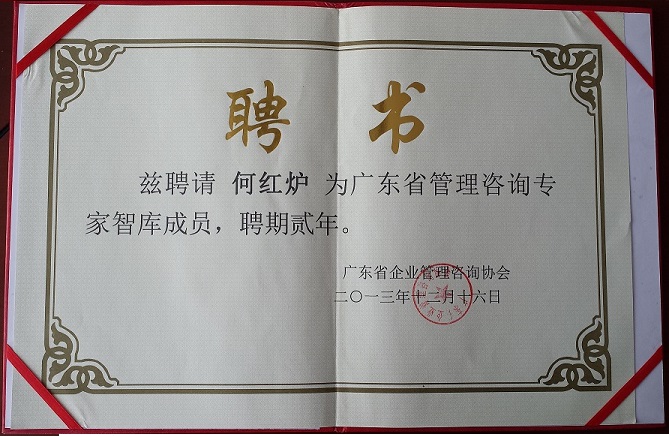 聘 书
兹聘请 何红炉 为广东省管理咨询专
家智库成员，聘期贰年。
广东省企业管理咨询协会
二〇一三年十二月十六日